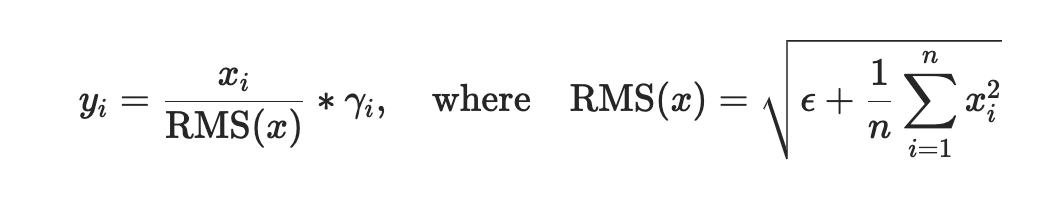 $y_i = \frac{x_i}{\mathrm{RMS}(x)} * \gamma_i, \quad \text{where} \quad \mathrm{RMS}(x) = \sqrt{\epsilon + \frac{1}{n} \sum_{i=1}^{n} x_i^2}$